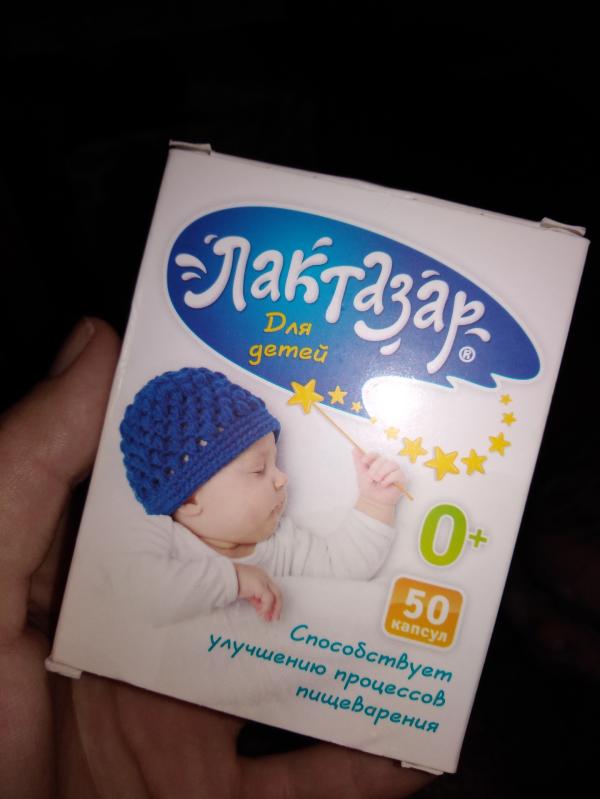 Лактазар®
Для
детей
0+
50
капсул
Способствует
улучшению процессов
пищеварения